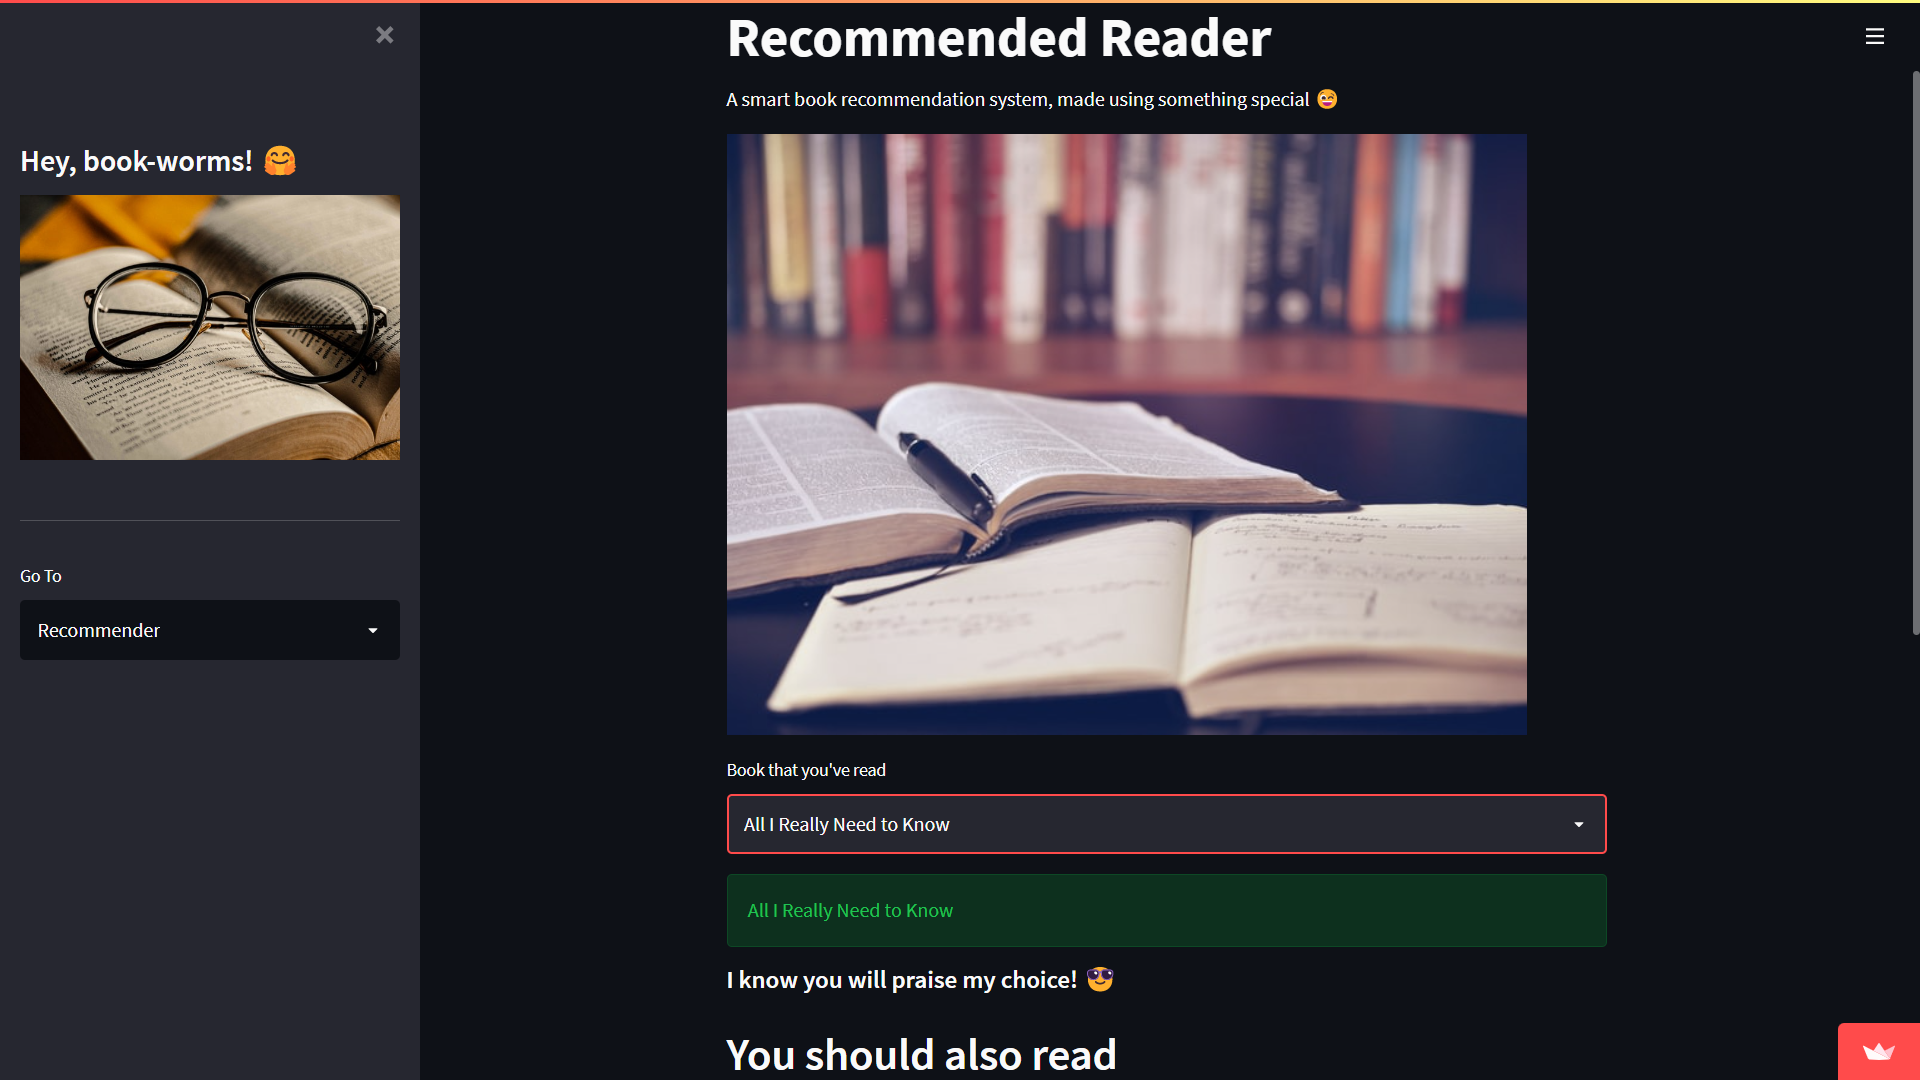 Hey, book-worms! 🤗
Go To
Recommender
Recommended Reader
A smart book recommendation system, made using something special 😄
Book that you've read
All I Really Need to Know
All I Really Need to Know
I know you will praise my choice! 😎
You should also read